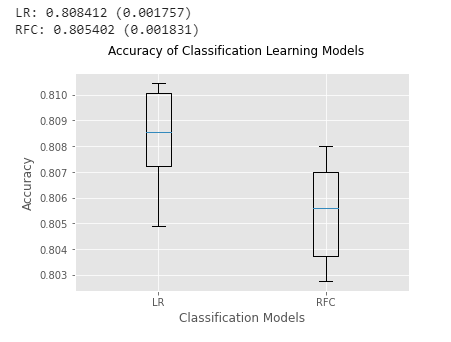 LR: 0.808412 (0.001757)
RFC: 0.805402 (0.001831)
Accuracy of Classification Learning Models
0.810
0.809
0.808
0.807
0.806
0.805
0.804
0.803
Accuracy
LR
RFC
Classification Models